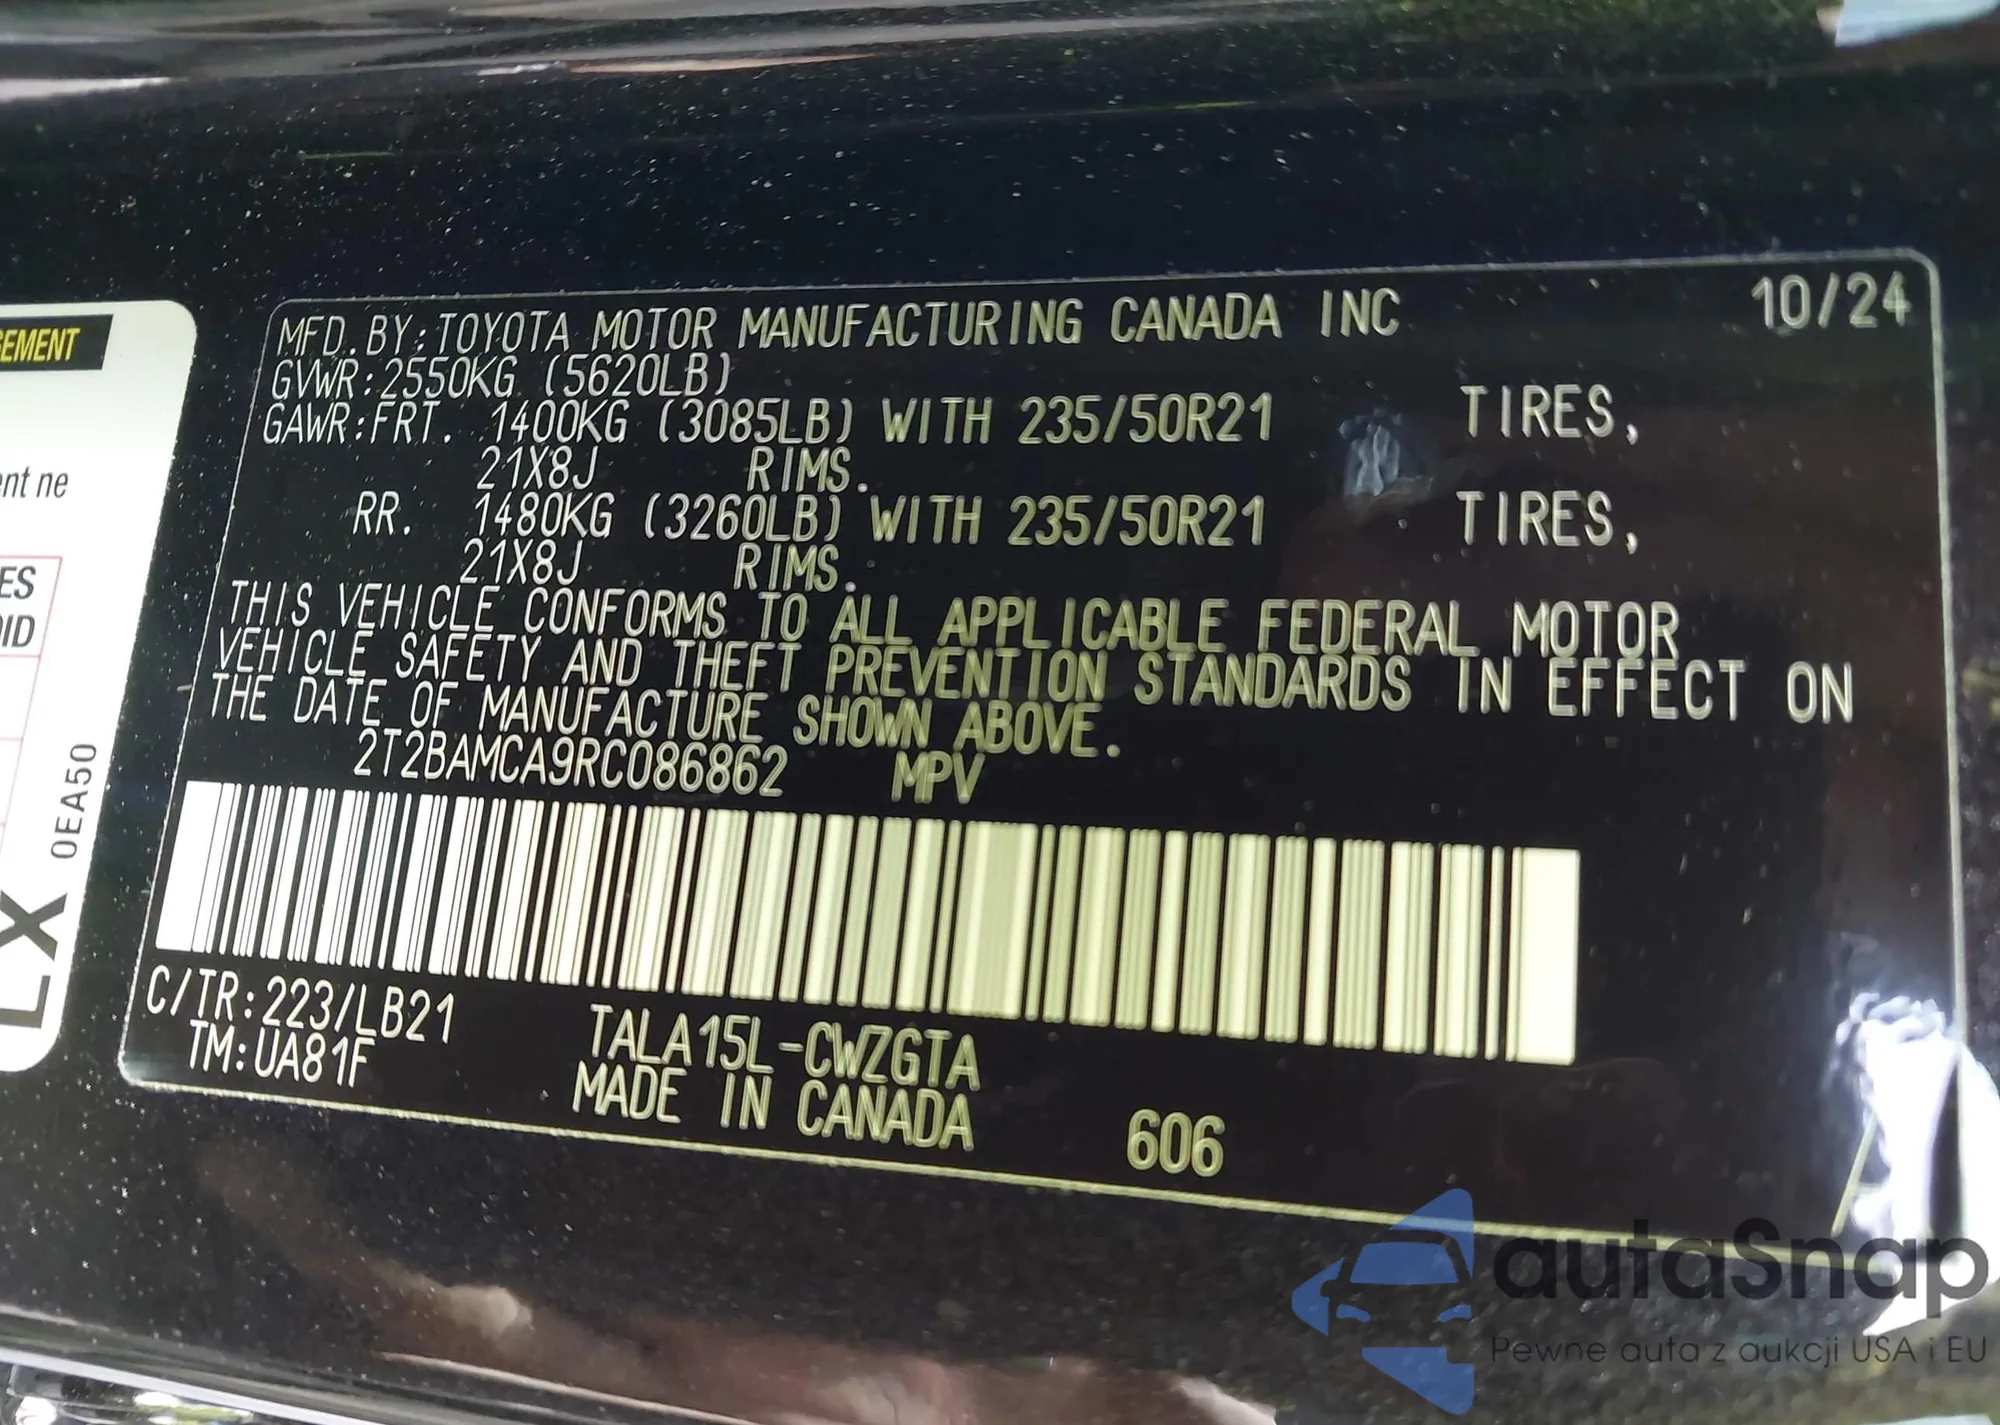 MFD. BY: TOYOTA MOTOR MANUFACTURING CANADA INC 10/24
GVWR: 2550KG (5620LB)
GAWR: FRT. 1400KG (3085LB) WITH 235/50R21 TIRES,
21X8J RIMS.
RR. 1480KG (3260LB) WITH 235/50R21 TIRES,
21X8J RIMS.
THIS VEHICLE CONFORMS TO ALL APPLICABLE FEDERAL MOTOR
VEHICLE SAFETY AND THEFT PREVENTION STANDARDS IN EFFECT ON
THE DATE OF MANUFACTURE SHOWN ABOVE.
2T2BAMCA9RC086862 MPV
C/TR: 223/LB21 TALA15L-CWZGTA
TM: UA81F MADE IN CANADA 606
EMENT
ent ne
ES
ID
0EA50
LX
autaSnap
Pewne auta z aukcji USA i EU